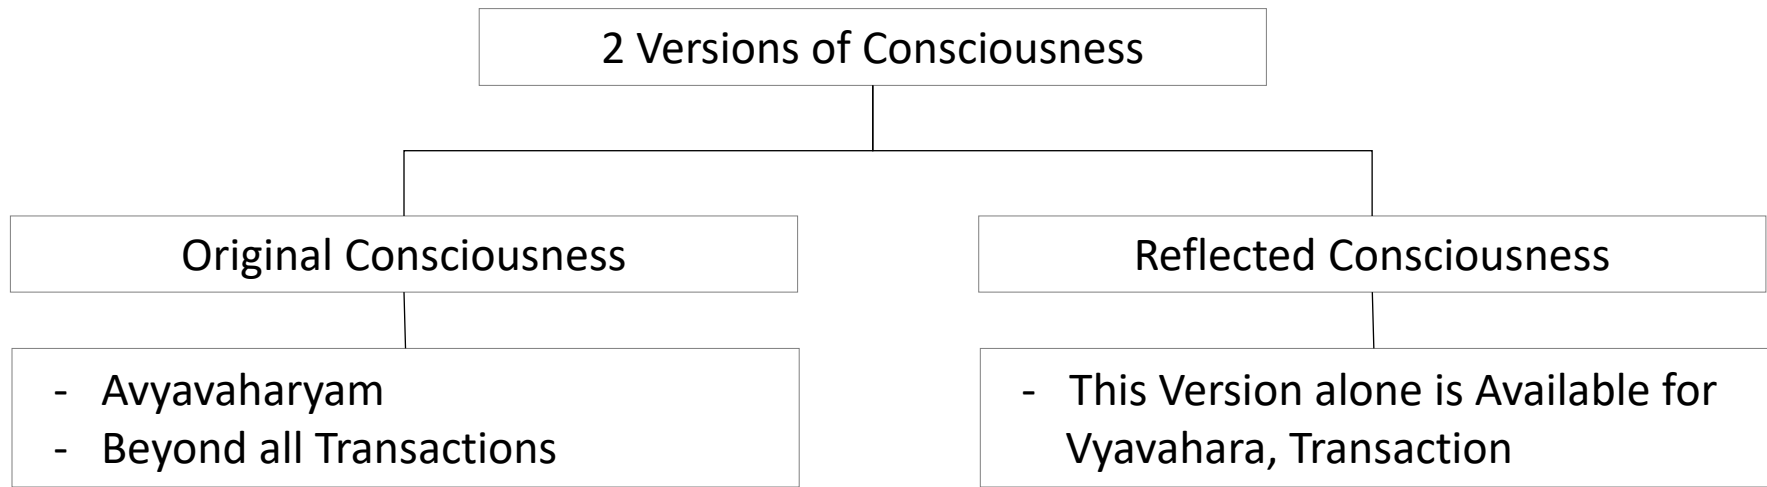 2 Versions of Consciousness
Original Consciousness
Reflected Consciousness
- Avyavaharyam
- Beyond all Transactions
- This Version alone is Available for
Vyavahara, Transaction